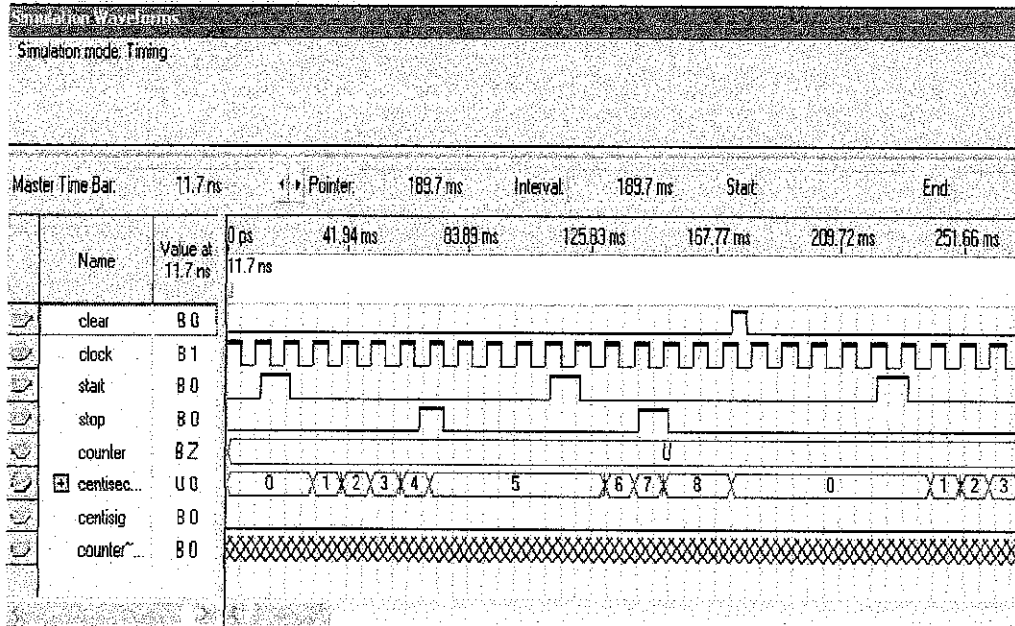 Simulation Waveforms
Simulation mode: Timing
Master Time Bar: 11.7 ns Pointer: 189.7 ms Interval: 189.7 ms Start: End:
Name Value at 11.7 ns 0 ps 41.94 ms 83.89 ms 125.83 ms 167.77 ms 209.72 ms 251.66 ms
11.7 ns
clear B 0
clock B 1
start B 0
stop B 0
counter B Z U
centisec... U 0 0 1 2 3 4 5 6 7 8 0 1 2 3
centisig B 0
counter~... B 0